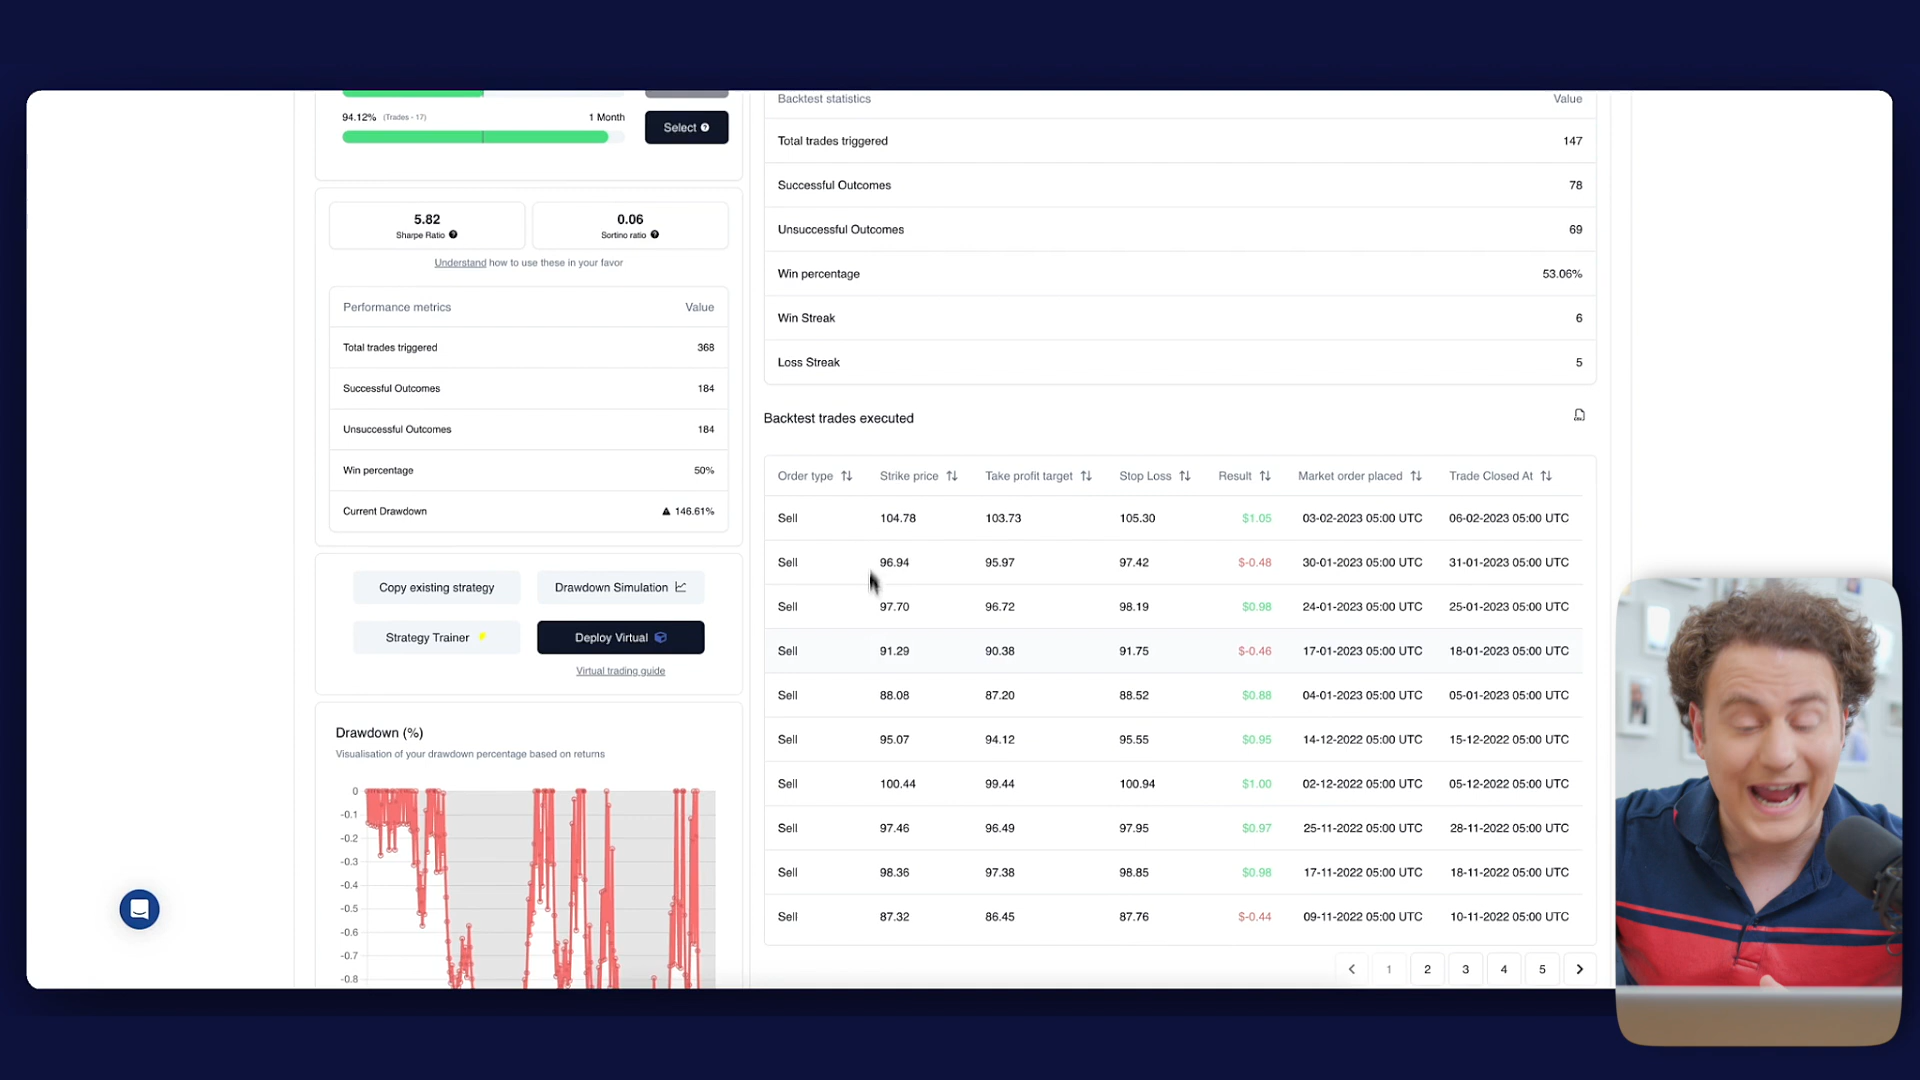 94.12% (Trades - 17) 1 Month
Select
5.82
Sharpe Ratio
0.06
Sortino ratio
Understand how to use these in your favor
Performance metrics Value
Total trades triggered 368
Successful Outcomes 184
Unsuccessful Outcomes 184
Win percentage 50%
Current Drawdown 146.61%
Copy existing strategy
Drawdown Simulation
Strategy Trainer
Deploy Virtual
Virtual trading guide
Drawdown (%)
Visualisation of your drawdown percentage based on returns
0
-0.1
-0.2
-0.3
-0.4
-0.5
-0.6
-0.7
-0.8
Backtest statistics Value
Total trades triggered 147
Successful Outcomes 78
Unsuccessful Outcomes 69
Win percentage 53.06%
Win Streak 6
Loss Streak 5
Backtest trades executed
Order type Strike price Take profit target Stop Loss Result Market order placed Trade Closed At
Sell 104.78 103.73 105.30 $1.05 03-02-2023 05:00 UTC 06-02-2023 05:00 UTC
Sell 96.94 95.97 97.42 $-0.48 30-01-2023 05:00 UTC 31-01-2023 05:00 UTC
Sell 97.70 96.72 98.19 $0.98 24-01-2023 05:00 UTC 25-01-2023 05:00 UTC
Sell 91.29 90.38 91.75 $-0.46 17-01-2023 05:00 UTC 18-01-2023 05:00 UTC
Sell 88.08 87.20 88.52 $0.88 04-01-2023 05:00 UTC 05-01-2023 05:00 UTC
Sell 95.07 94.12 95.55 $0.95 14-12-2022 05:00 UTC 15-12-2022 05:00 UTC
Sell 100.44 99.44 100.94 $1.00 02-12-2022 05:00 UTC 05-12-2022 05:00 UTC
Sell 97.46 96.49 97.95 $0.97 25-11-2022 05:00 UTC 28-11-2022 05:00 UTC
Sell 98.36 97.38 98.85 $0.98 17-11-2022 05:00 UTC 18-11-2022 05:00 UTC
Sell 87.32 86.45 87.76 $-0.44 09-11-2022 05:00 UTC 10-11-2022 05:00 UTC
1 2 3 4 5